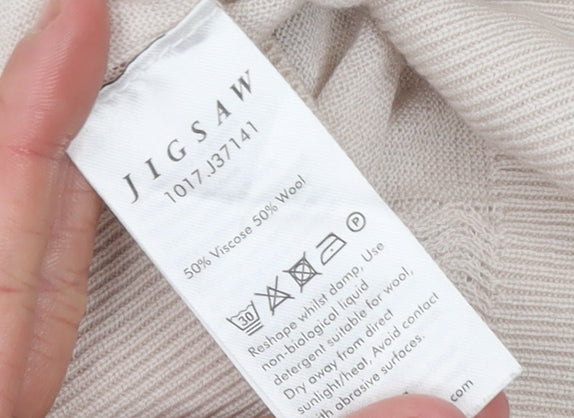 JIGSAW
1017 J37141
50% Viscose 50% Wool
30 P
Reshape whilst damp, Use
non-biological liquid
detergent suitable for wool,
Dry away from direct
sunlight/heat, Avoid contact
with abrasive surfaces.
com